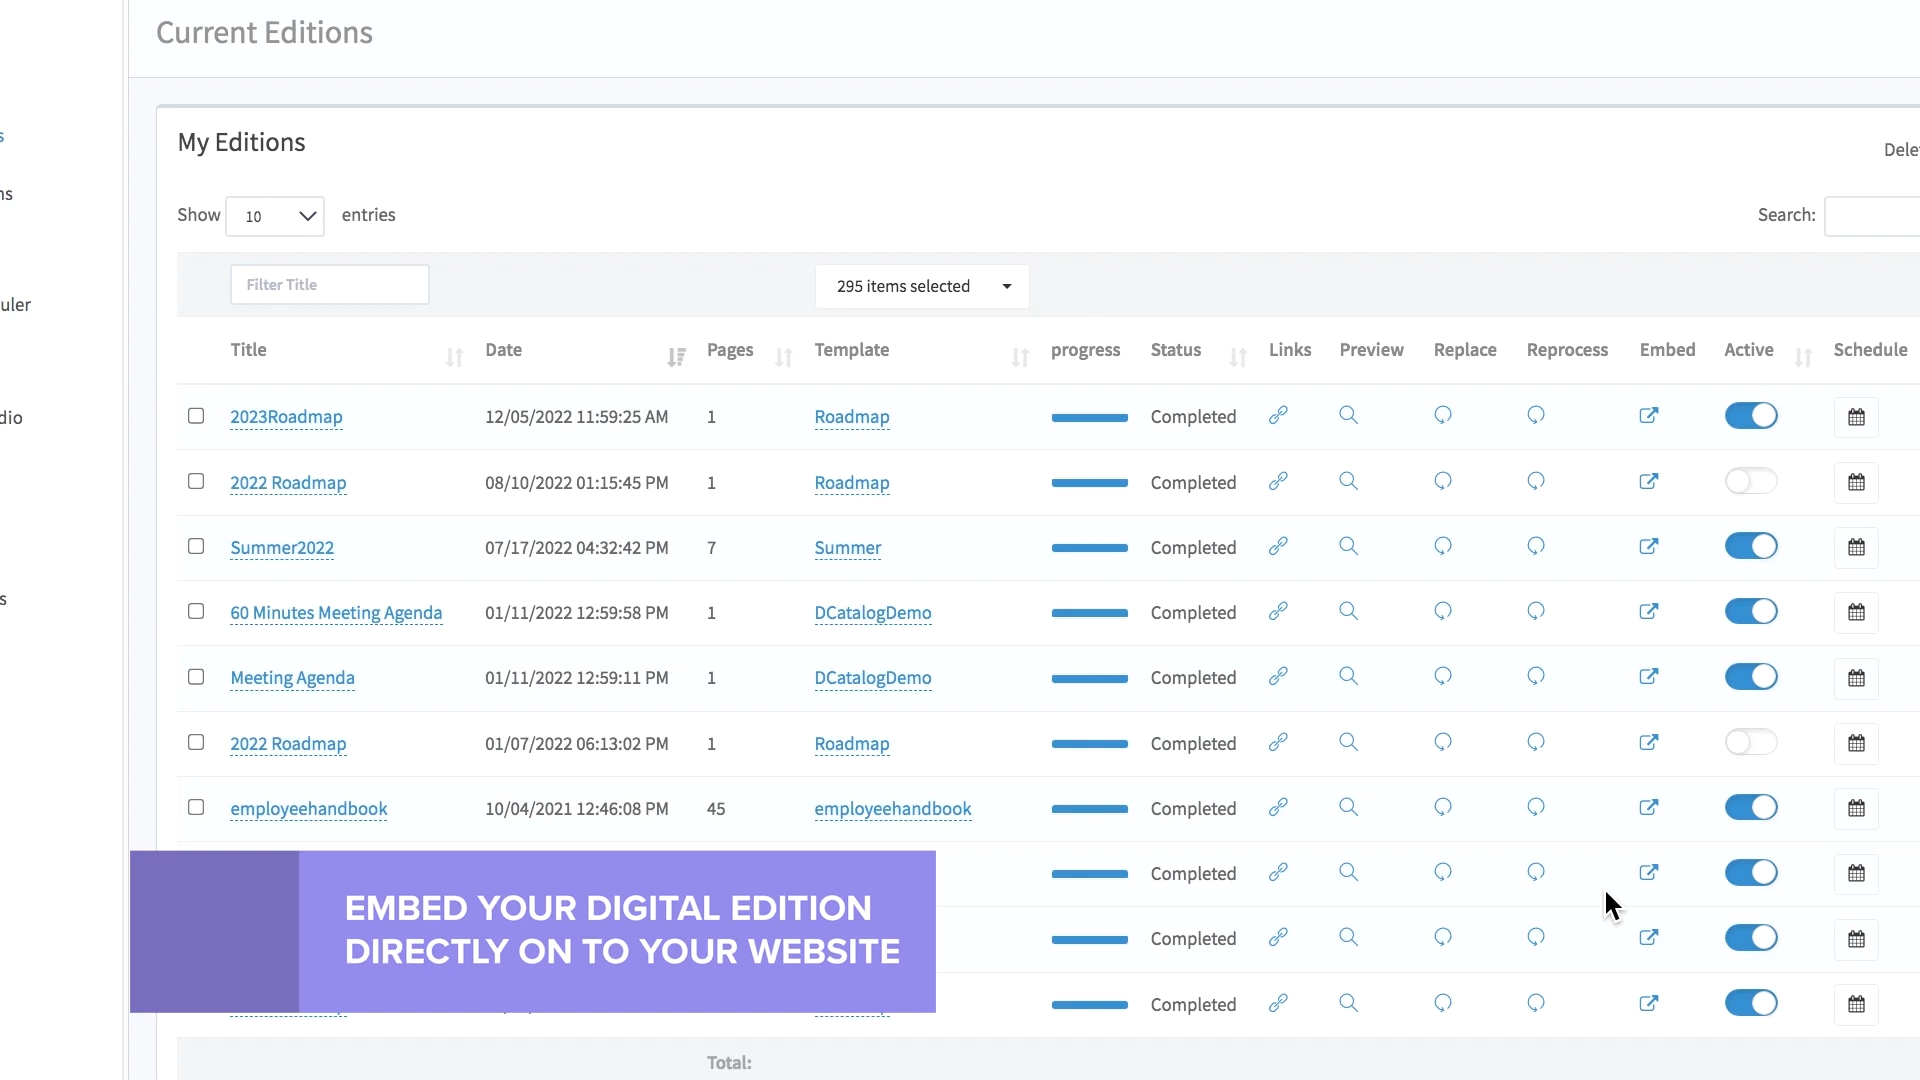 Current Editions
s
ns
uler
dio
s
My Editions
Dele
Show 10 entries
Search:
Filter Title
295 items selected
Title Date Pages Template progress Status Links Preview Replace Reprocess Embed Active Schedule
2023Roadmap 12/05/2022 11:59:25 AM 1 Roadmap Completed
2022 Roadmap 08/10/2022 01:15:45 PM 1 Roadmap Completed
Summer2022 07/17/2022 04:32:42 PM 7 Summer Completed
60 Minutes Meeting Agenda 01/11/2022 12:59:58 PM 1 DCatalogDemo Completed
Meeting Agenda 01/11/2022 12:59:11 PM 1 DCatalogDemo Completed
2022 Roadmap 01/07/2022 06:13:02 PM 1 Roadmap Completed
employeehandbook 10/04/2021 12:46:08 PM 45 employeehandbook Completed
Completed
Completed
Completed
EMBED YOUR DIGITAL EDITION
DIRECTLY ON TO YOUR WEBSITE
Total: